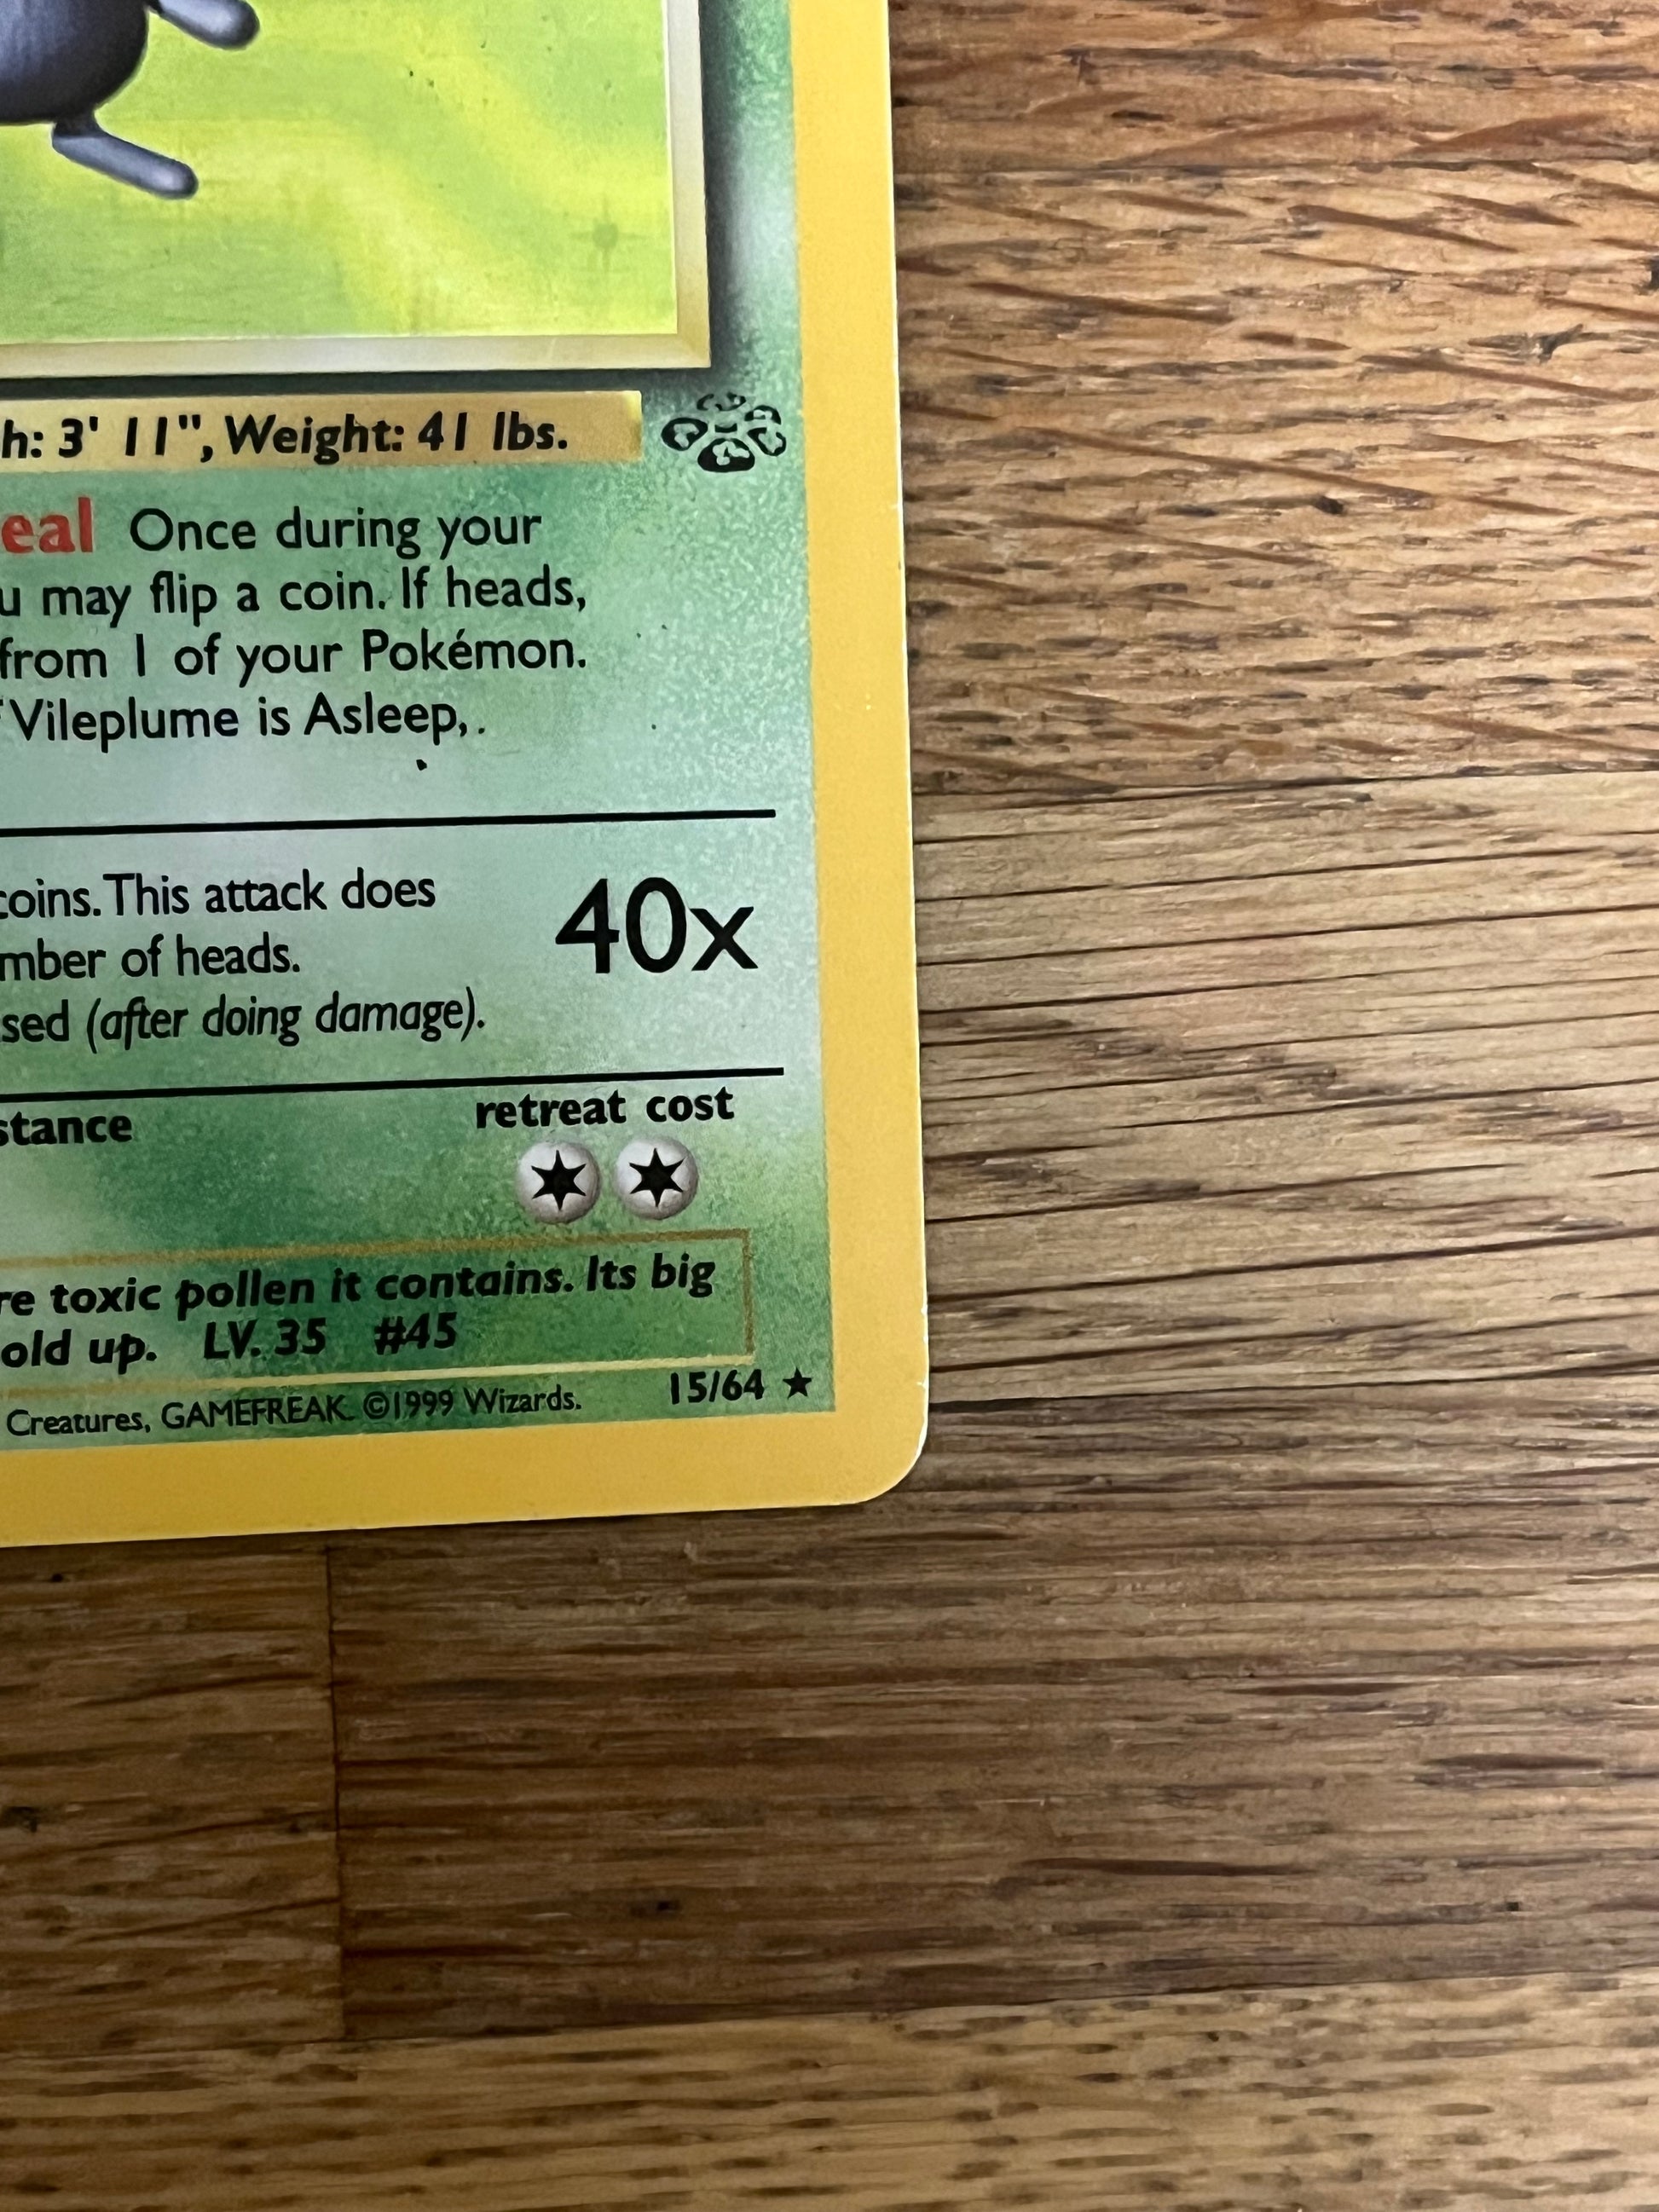 h: 3' 11", Weight: 41 lbs.
eal Once during your
u may flip a coin. If heads,
from 1 of your Pokémon.
Vileplume is Asleep,.
coins. This attack does
40x
mber of heads.
sed (after doing damage).
stance
retreat cost
re toxic pollen it contains. Its big
old up. LV. 35 #45
Creatures, GAMEFREAK. ©1999 Wizards.
15/64 ★